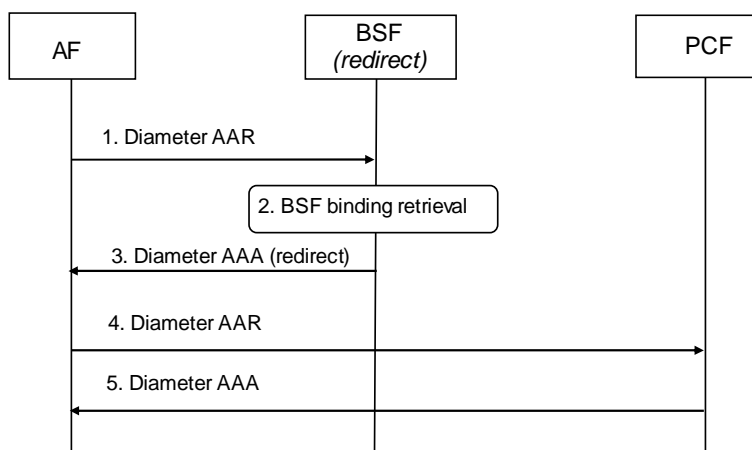 AF
BSF
(redirect)
PCF
1. Diameter AAR
2. BSF binding retrieval
3. Diameter AAA (redirect)
4. Diameter AAR
5. Diameter AAA